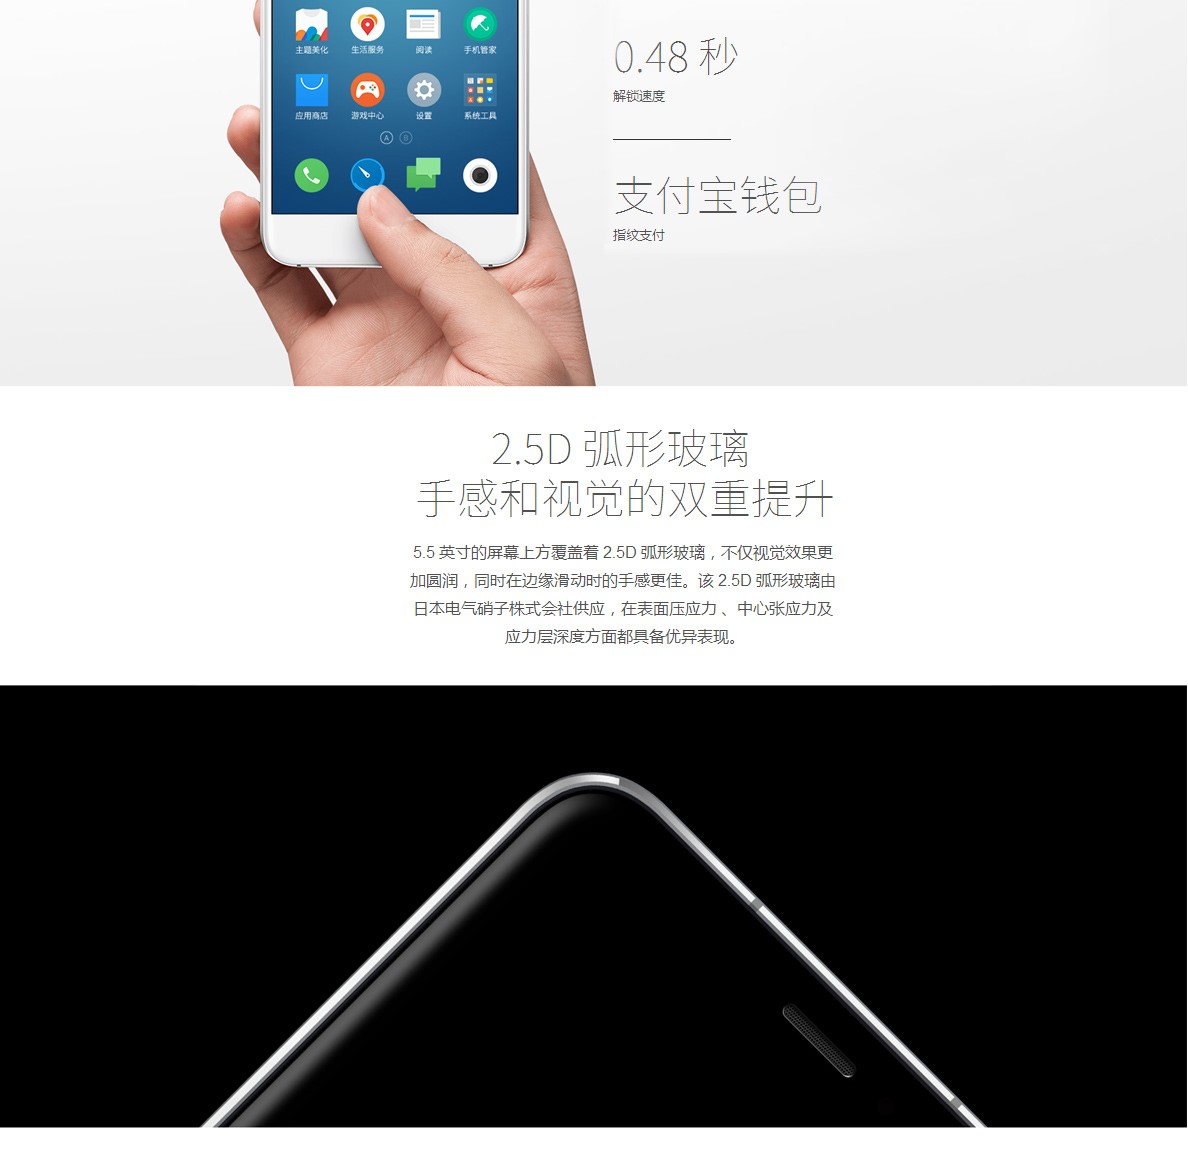 主题美化
生活服务
阅读
手机管家
应用商店
游戏中心
设置
系统工具
A
B
0.48 秒
解锁速度
支付宝钱包
指纹支付
2.5D 弧形玻璃
手感和视觉的双重提升
5.5 英寸的屏幕上方覆盖着 2.5D 弧形玻璃，不仅视觉效果更
加圆润，同时在边缘滑动时的手感更佳。该 2.5D 弧形玻璃由
日本电气硝子株式会社供应，在表面压应力 、中心张应力及
应力层深度方面都具备优异表现。